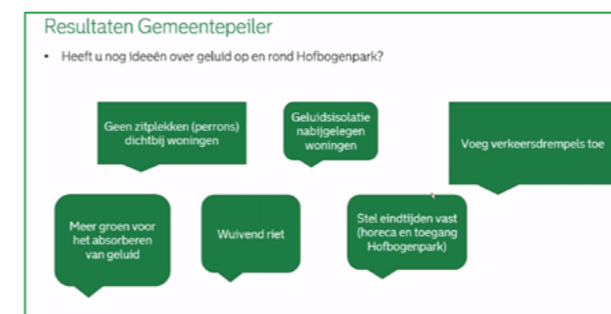 Resultaten Gemeentepeiler
• Heeft u nog ideeën over geluid op en rond Hofbogenpark?
Geen zitplekken (perrons)
dichtbij woningen
Geluidsisolatie
nabijgelegen
woningen
Voeg verkeersdrempels toe
Meer groen voor
het absorberen
van geluid
Wuivend riet
Stel eindtijden vast
(horeca en toegang
Hofbogenpark)